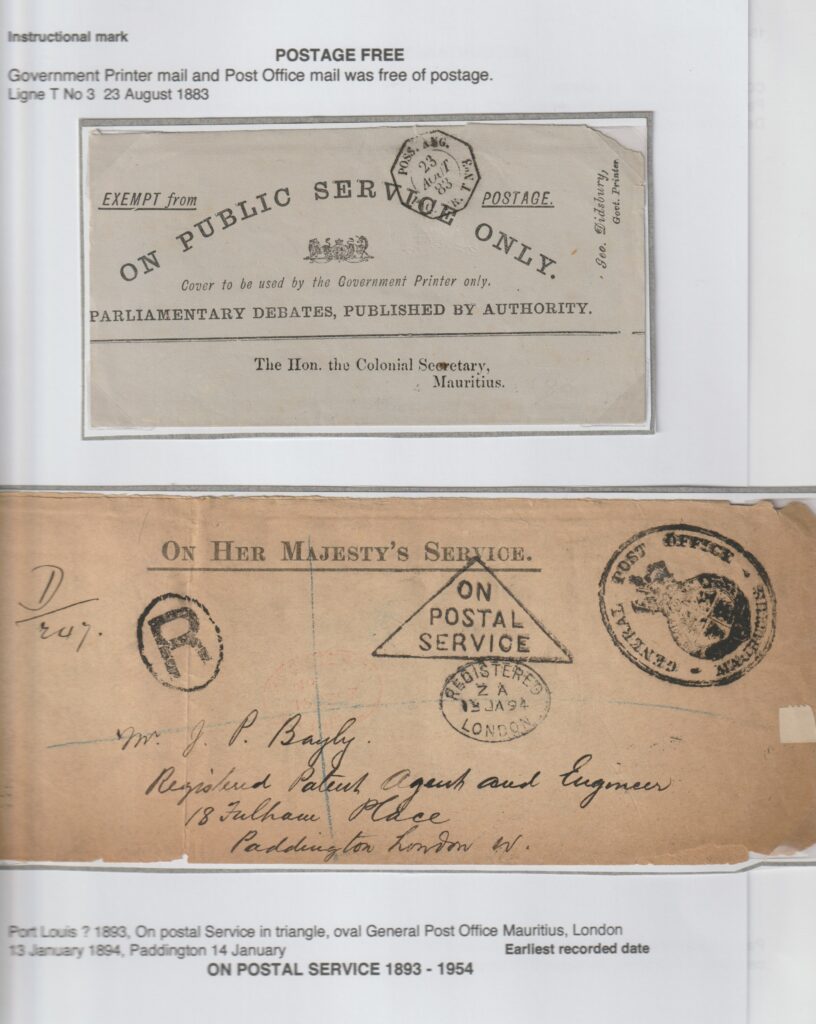 Instructional mark
POSTAGE FREE
Government Printer mail and Post Office mail was free of postage.
Ligne T No 3 23 August 1883
POSS. ANG.
23
AOUT
83
EXEMPT from
POSTAGE.
ON PUBLIC SERVICE ONLY.
Geo. Didsbury,
Govt. Printer
Cover to be used by the Government Printer only.
PARLIAMENTARY DEBATES, PUBLISHED BY AUTHORITY.
The Hon. the Colonial Secretary,
Mauritius.
ON HER MAJESTY'S SERVICE.
D
R
ON
POSTAL
SERVICE
GENERAL POST OFFICE
REGISTERED
Z A
13 JA 94
LONDON
Mr. J. P. Bayly.
Registered Patent Agent and Engineer
18 Fulham Place
Paddington London W.
Port Louis ? 1893, On postal Service in triangle, oval General Post Office Mauritius, London
13 January 1894, Paddington 14 January
Earliest recorded date
ON POSTAL SERVICE 1893 - 1954